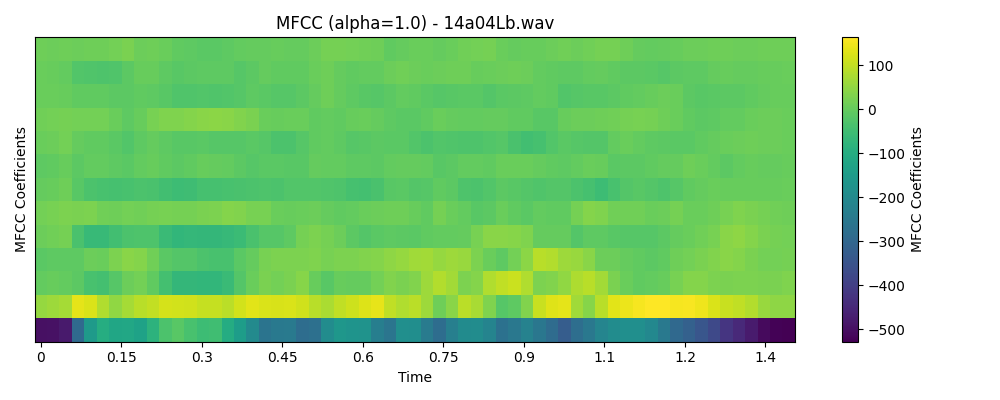 MFCC (alpha=1.0) - 14a04Lb.wav
MFCC Coefficients
0 0.15 0.3 0.45 0.6 0.75 0.9 1.1 1.2 1.4
Time
100
0
−100
−200
−300
−400
−500
MFCC Coefficients